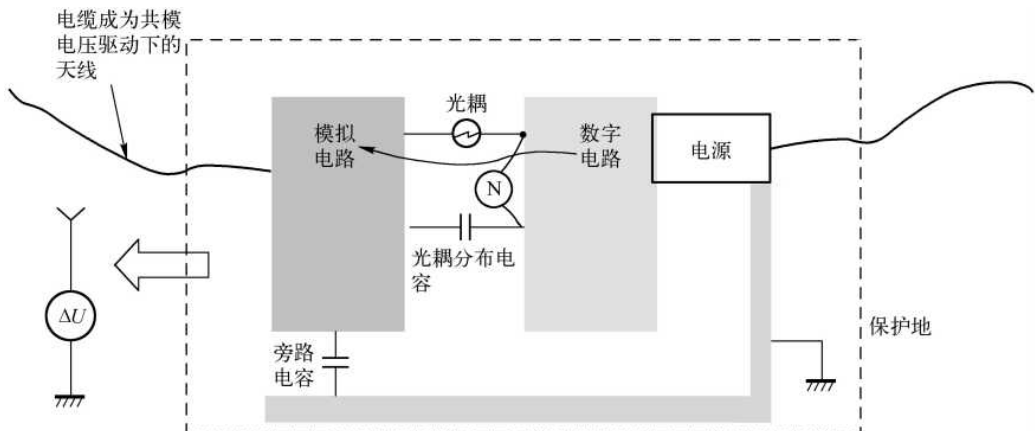 电缆成为共模
电压驱动下的
天线
光耦
模拟
电路
数字
电路
电源
N
光耦分布电
容
ΔU
保护地
旁路
电容